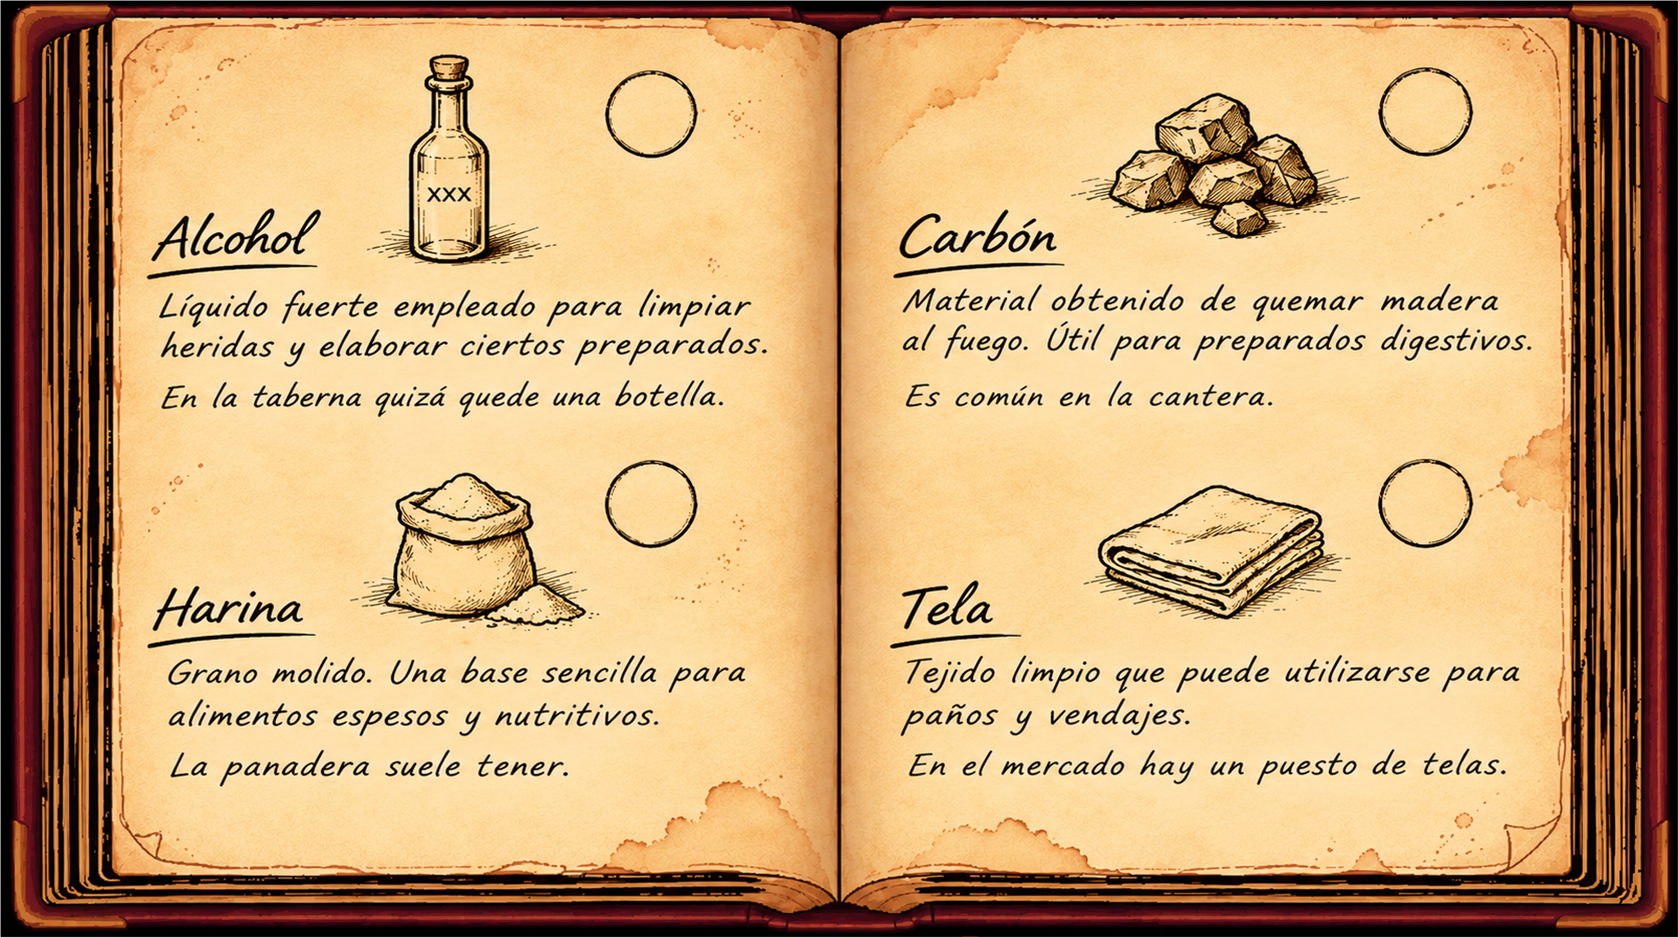 XXX
Alcohol
Líquido fuerte empleado para limpiar
heridas y elaborar ciertos preparados.
En la taberna quizá quede una botella.
Harina
Grano molido. Una base sencilla para
alimentos espesos y nutritivos.
La panadera suele tener.
Carbón
Material obtenido de quemar madera
al fuego. Útil para preparados digestivos.
Es común en la cantera.
Tela
Tejido limpio que puede utilizarse para
paños y vendajes.
En el mercado hay un puesto de telas.